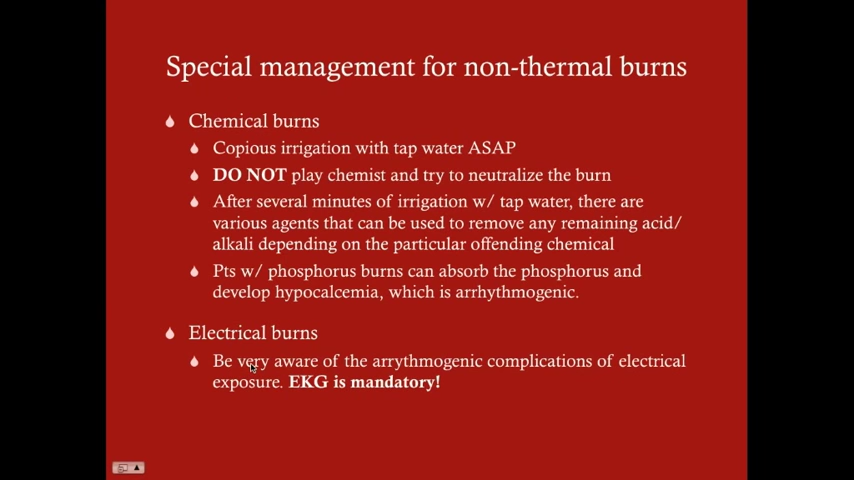 Special management for non-thermal burns
Chemical burns
Copious irrigation with tap water ASAP
DO NOT play chemist and try to neutralize the burn
After several minutes of irrigation w/ tap water, there are
various agents that can be used to remove any remaining acid/
alkali depending on the particular offending chemical
Pts w/ phosphorus burns can absorb the phosphorus and
develop hypocalcemia, which is arrhythmogenic.
Electrical burns
Be very aware of the arrythmogenic complications of electrical
exposure. EKG is mandatory!